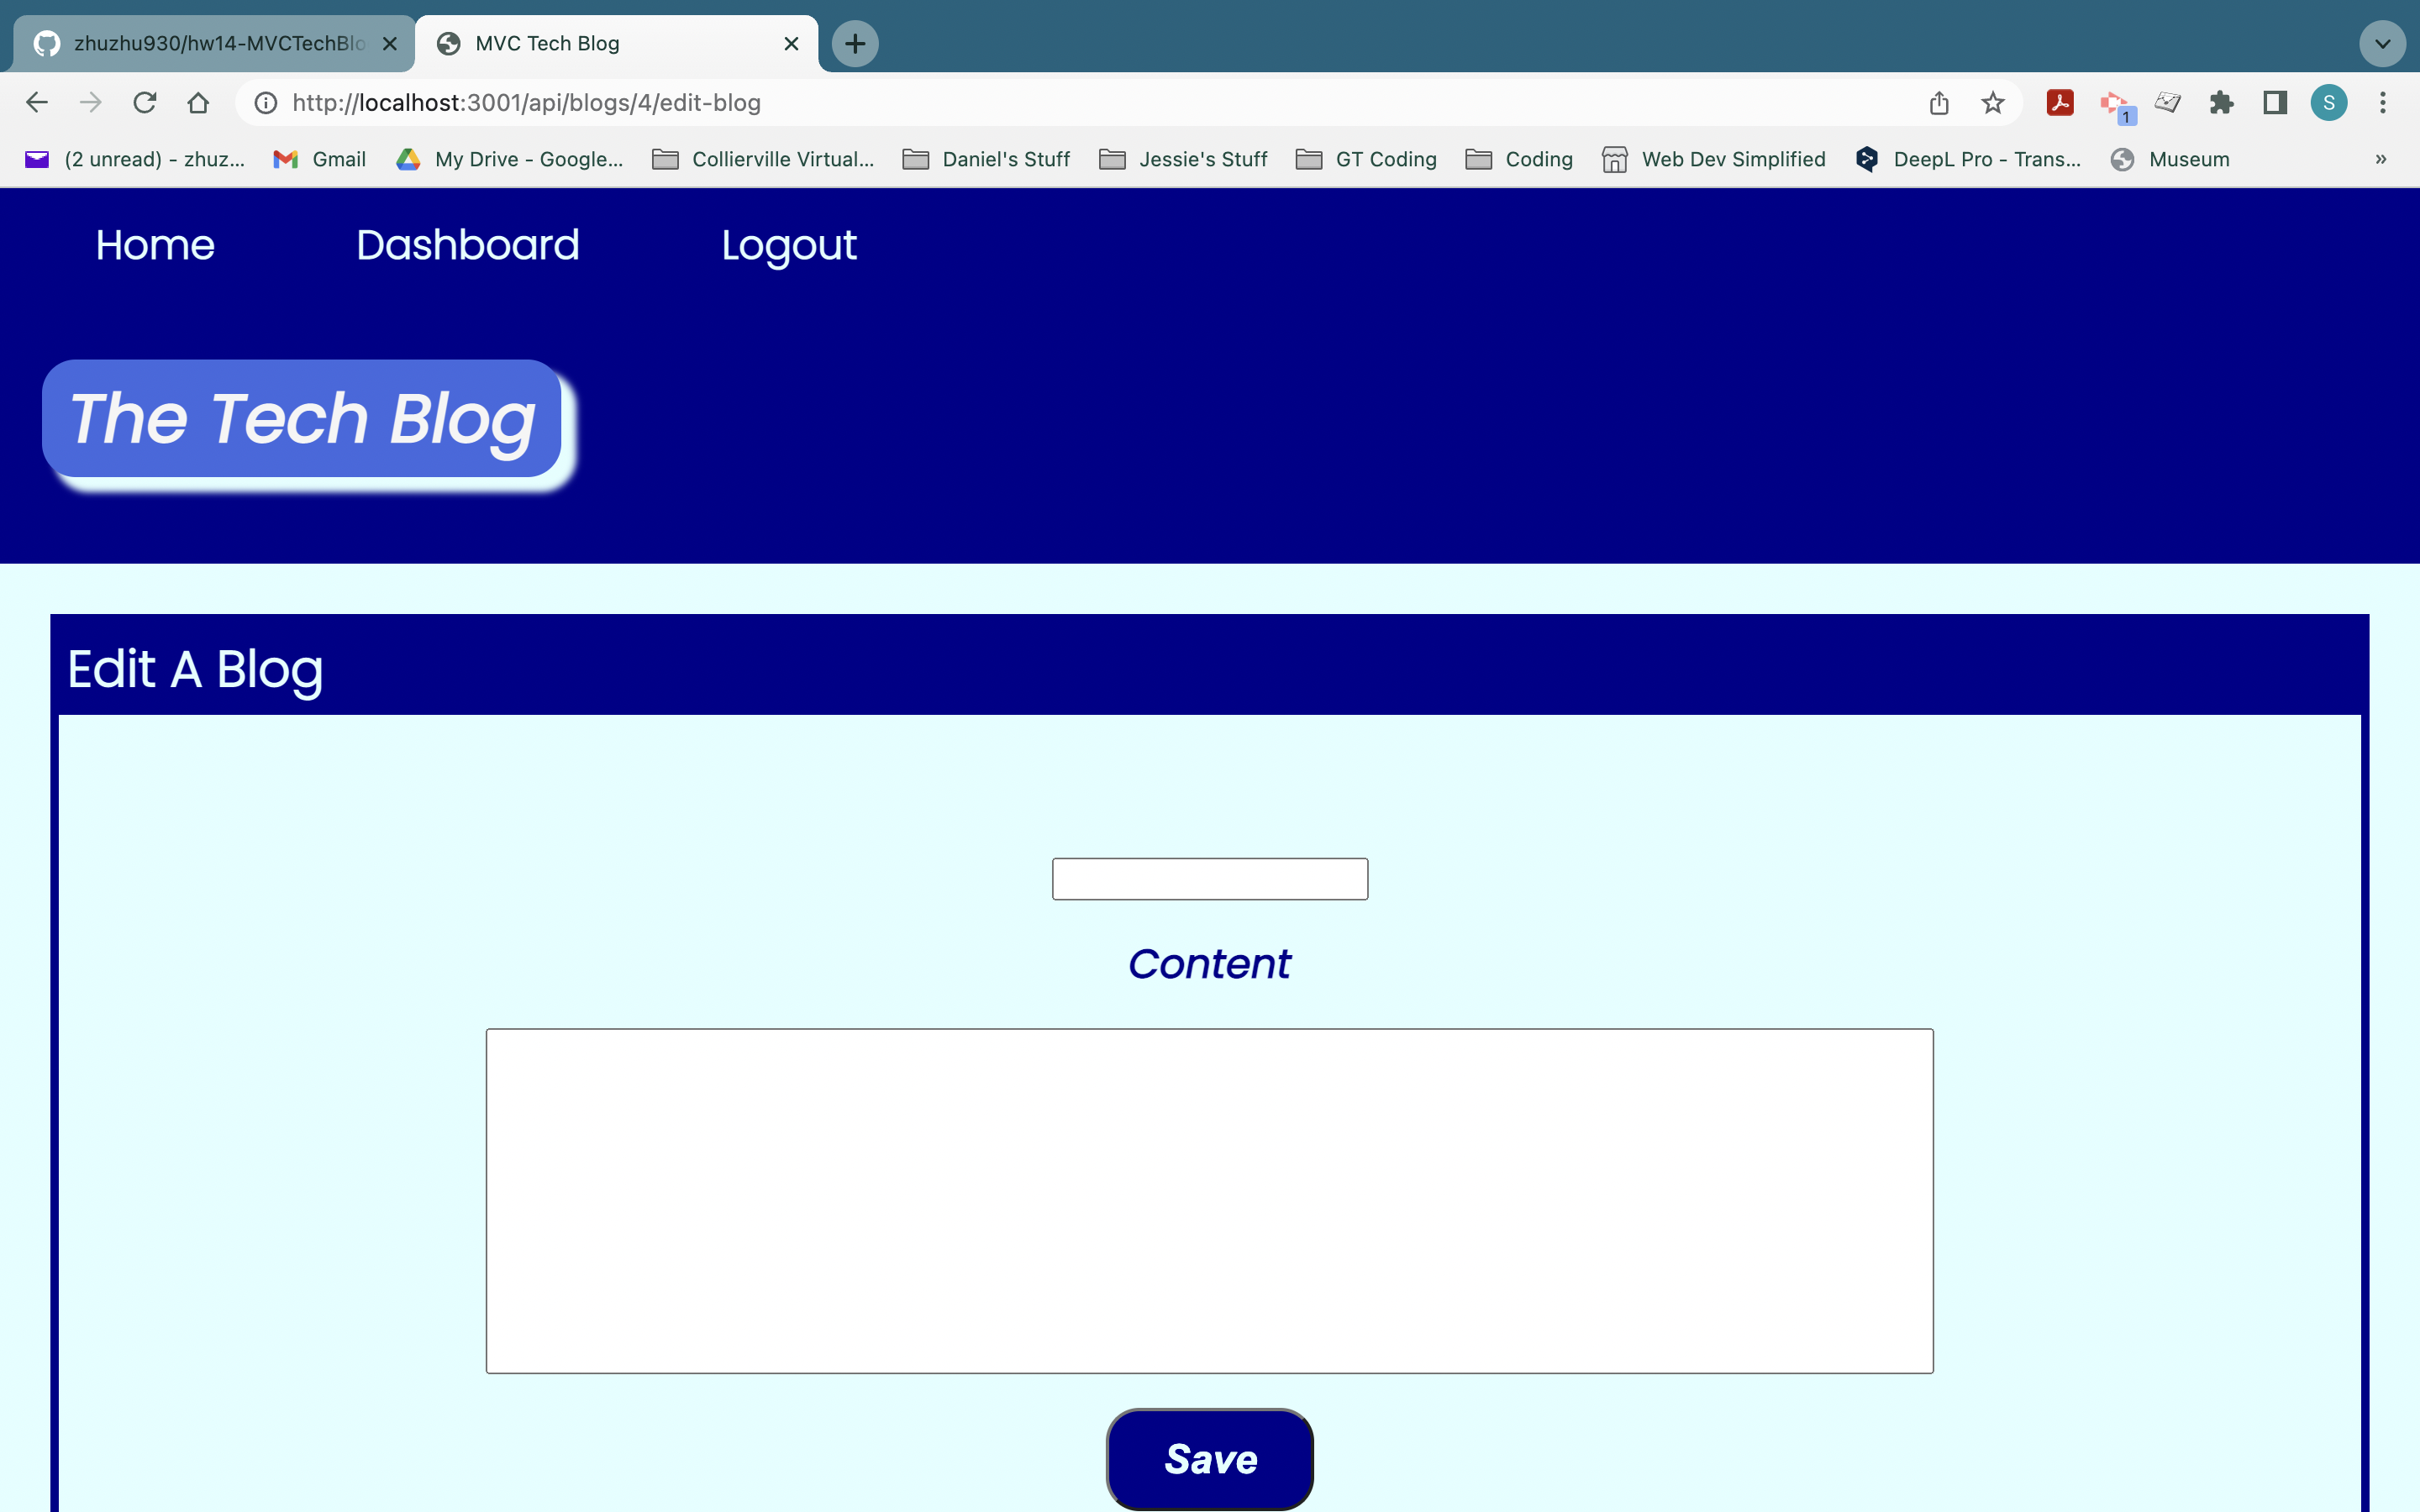 zhuzhu930/hw14-MVCTechBlo
MVC Tech Blog
http://localhost:3001/api/blogs/4/edit-blog
S
1
(2 unread) - zhuz...
Gmail
My Drive - Google...
Collierville Virtual...
Daniel's Stuff
Jessie's Stuff
GT Coding
Coding
Web Dev Simplified
DeepL Pro - Trans...
Museum
»
Home
Dashboard
Logout
The Tech Blog
Edit A Blog
Content
Save